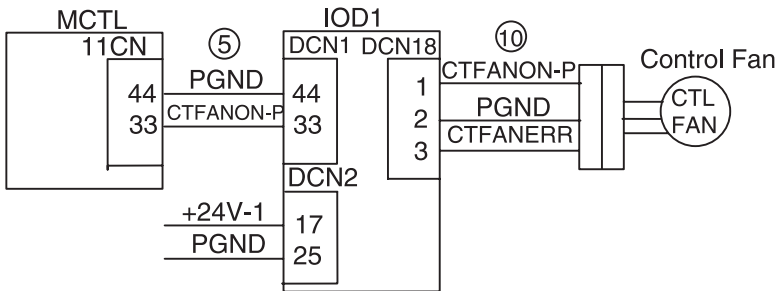 MCTL
IOD1
11CN
⑤
DCN1
DCN18
⑩
Control Fan
44
PGND
44
1
CTFANON-P
33
CTFANON-P
33
2
PGND
CTL
FAN
3
CTFANERR
DCN2
+24V-1
17
PGND
25